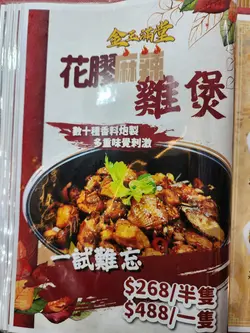 金玉滿堂
花膠麻辣
雞煲
數十種香料炮製
多重味覺刺激
一試難忘
$268/半隻
$488/一隻